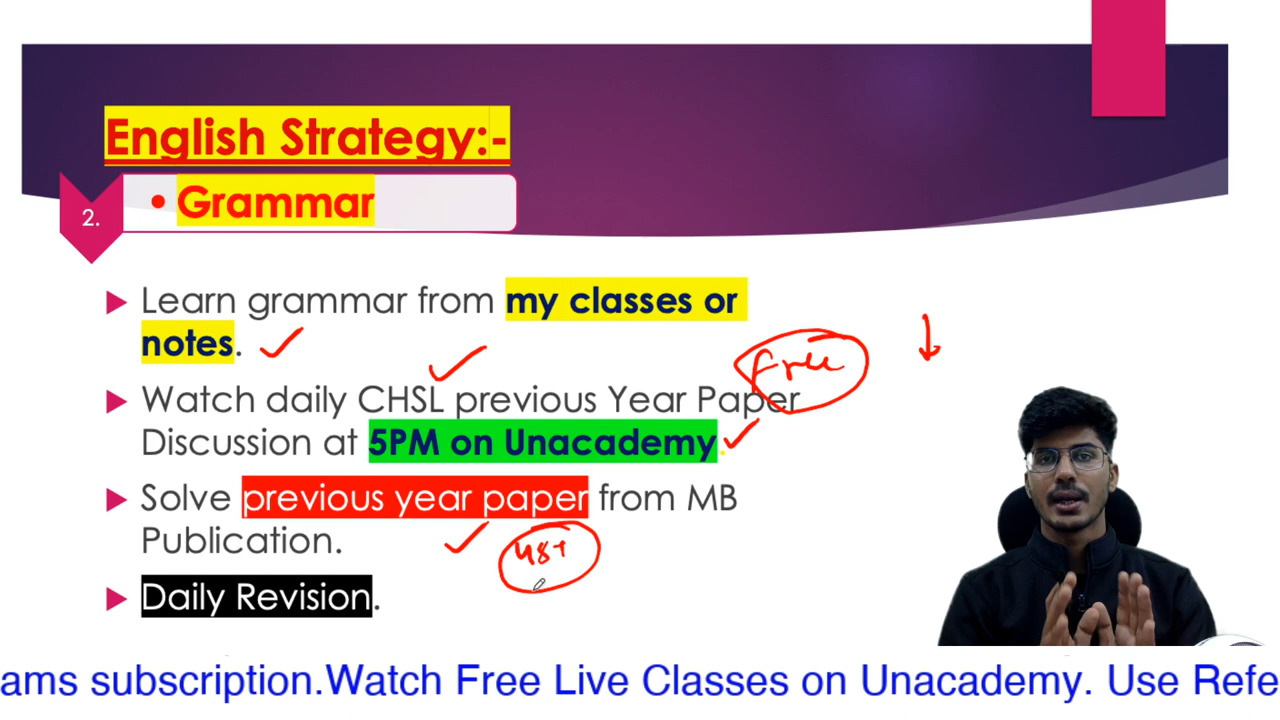 English Strategy:-
2.
• Grammar
Learn grammar from my classes or
notes.
Free
Watch daily CHSL previous Year Paper
Discussion at 5PM on Unacademy.
Solve previous year paper from MB
Publication.
48+
Daily Revision.
ams subscription.Watch Free Live Classes on Unacademy. Use Refe